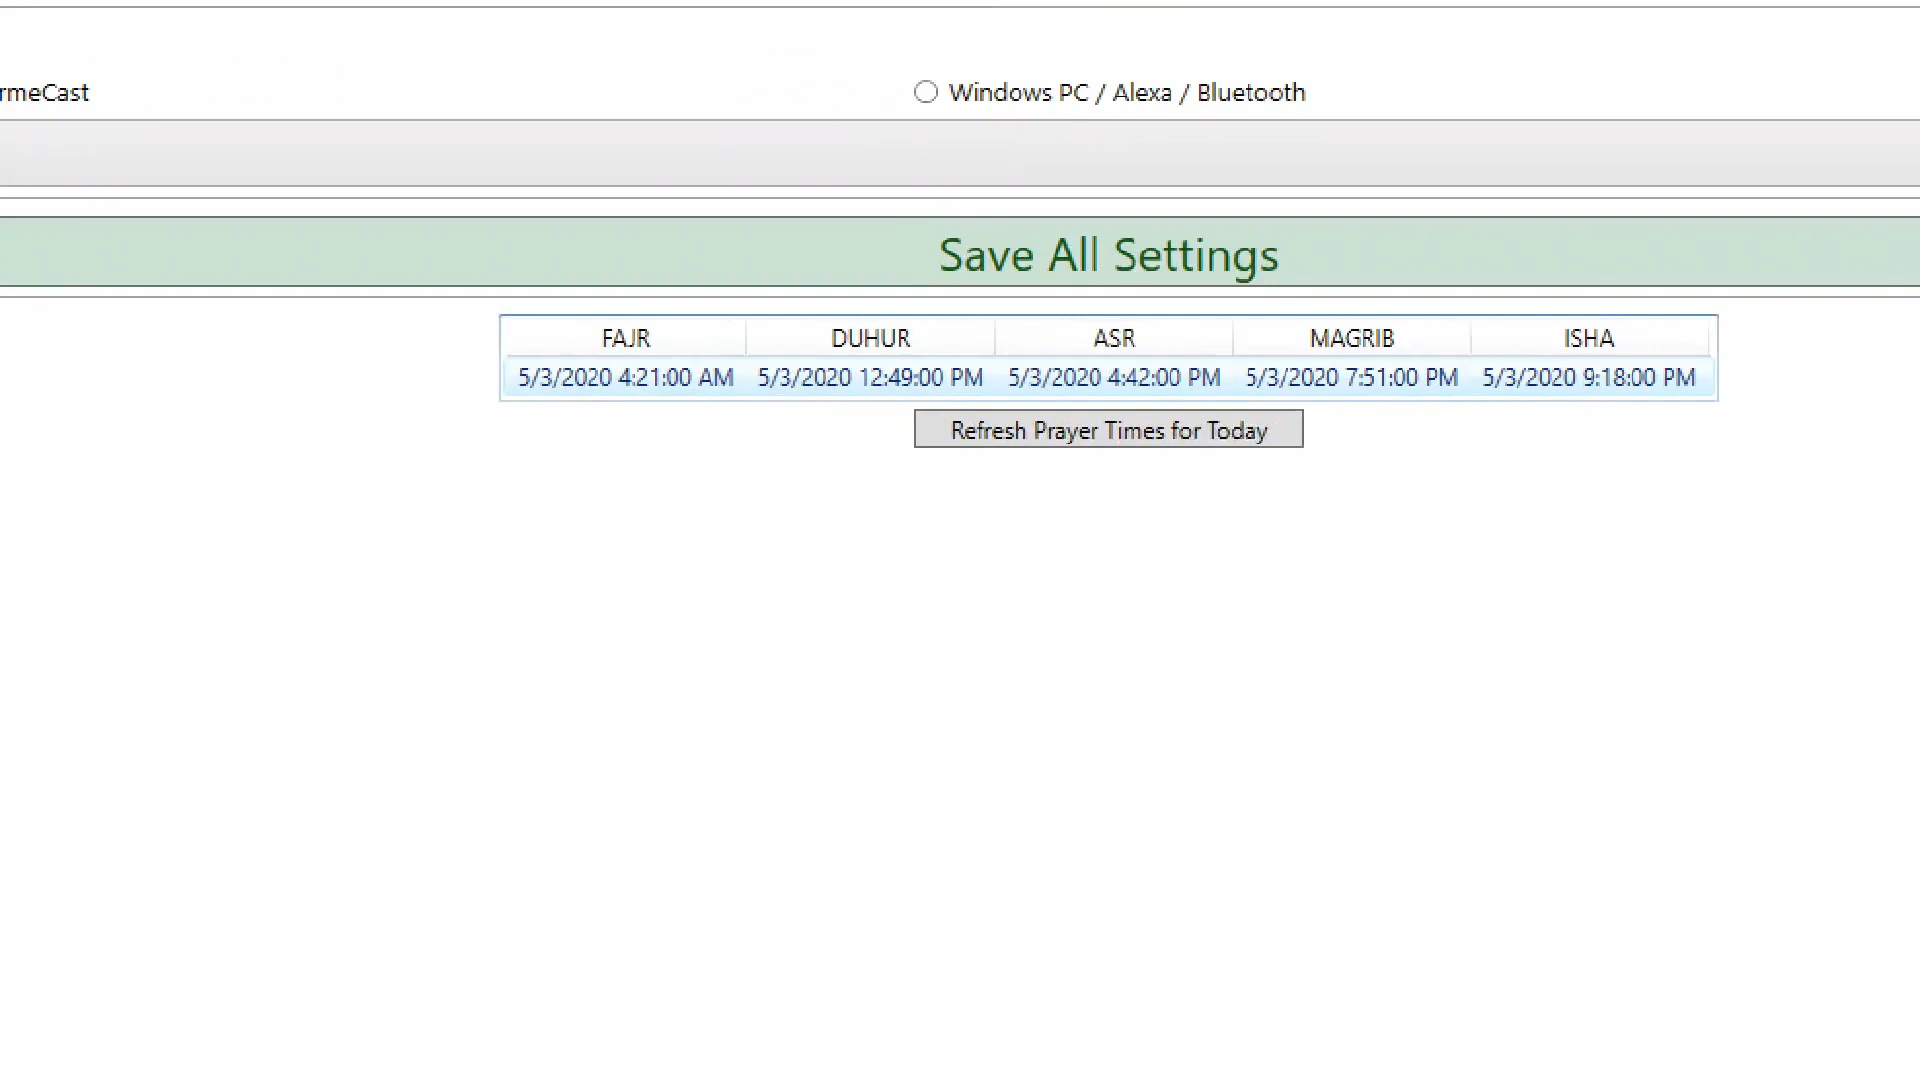 rmeCast Windows PC / Alexa / Bluetooth
Save All Settings
FAJR DUHUR ASR MAGRIB ISHA
5/3/2020 4:21:00 AM 5/3/2020 12:49:00 PM 5/3/2020 4:42:00 PM 5/3/2020 7:51:00 PM 5/3/2020 9:18:00 PM
Refresh Prayer Times for Today